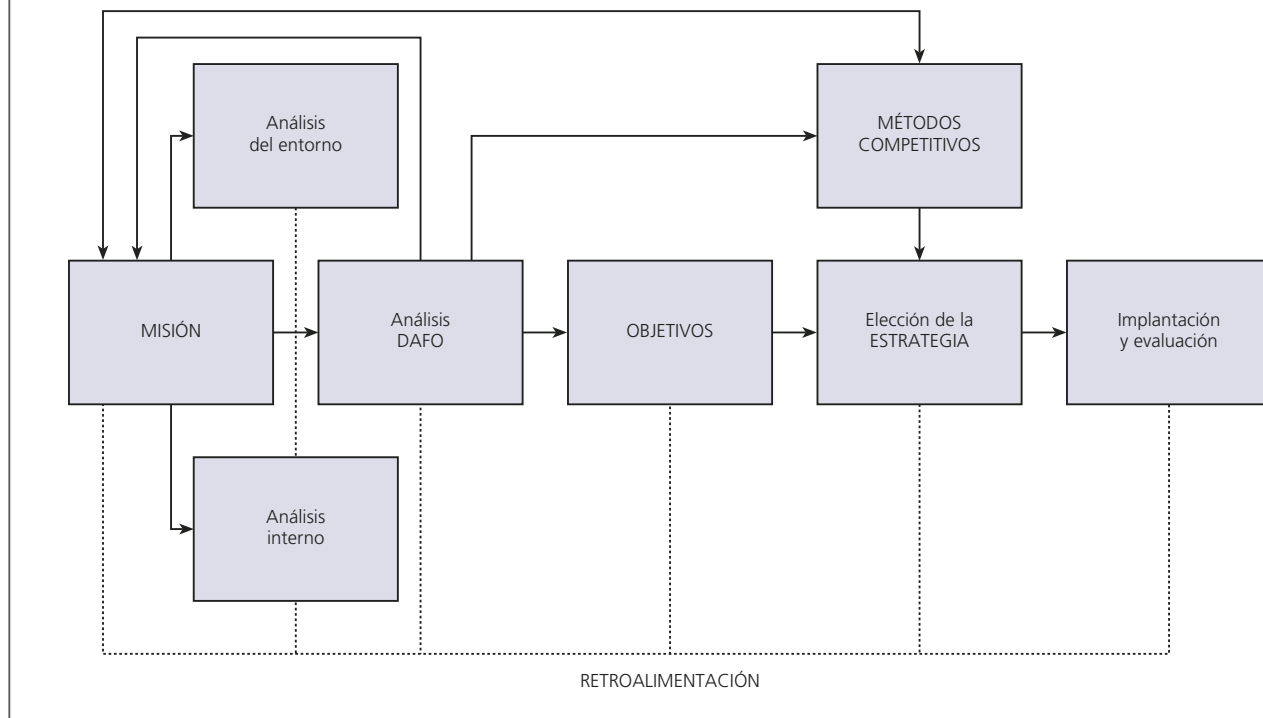 Análisis
del entorno
MÉTODOS
COMPETITIVOS
MISIÓN
Análisis
DAFO
OBJETIVOS
Elección de la
ESTRATEGIA
Implantación
y evaluación
Análisis
interno
RETROALIMENTACIÓN